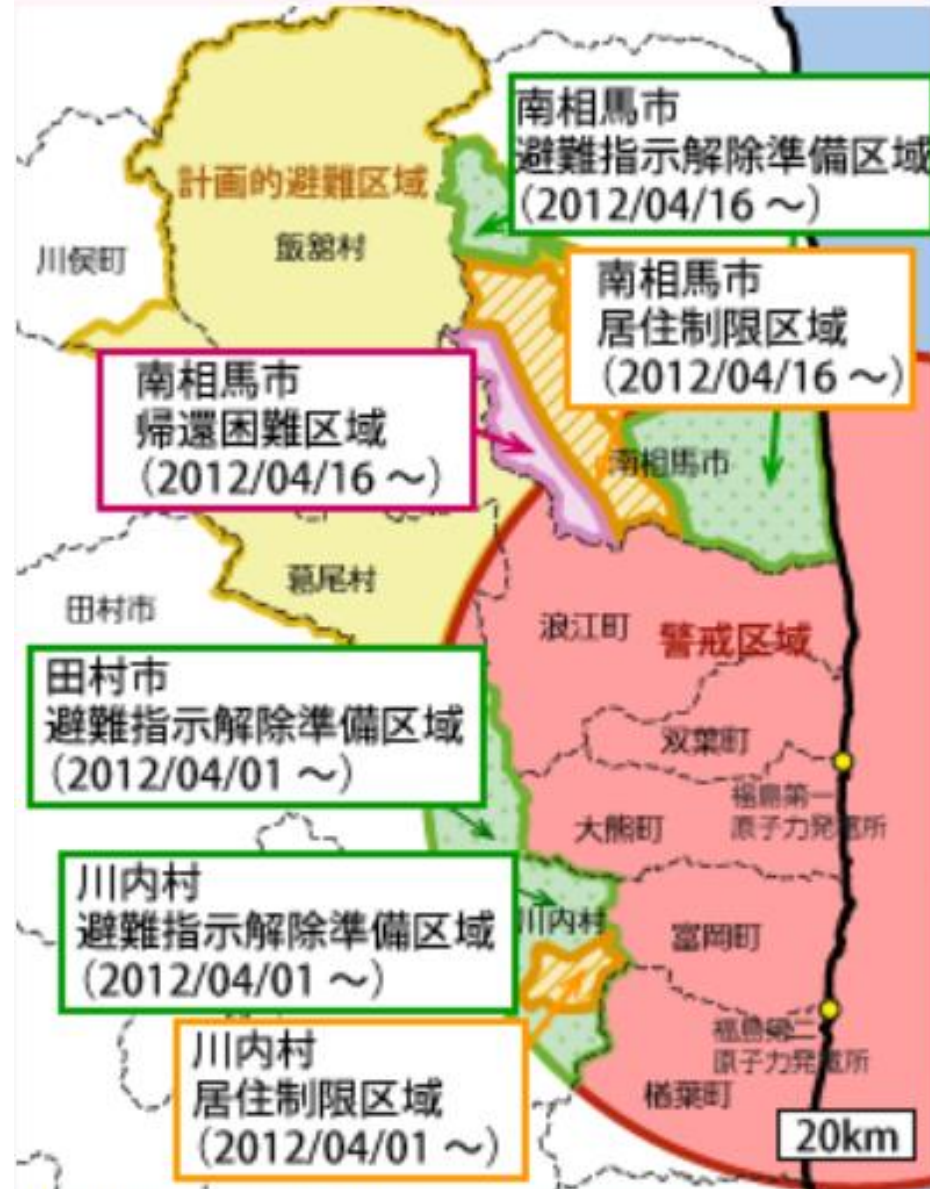 南相馬市
避難指示解除準備区域
(2012/04/16 ～)
計画的避難区域
飯舘村
川俣町
南相馬市
居住制限区域
(2012/04/16 ～)
南相馬市
帰還困難区域
(2012/04/16 ～)
南相馬市
葛尾村
田村市
浪江町
警戒区域
田村市
避難指示解除準備区域
(2012/04/01 ～)
双葉町
福島第一
原子力発電所
大熊町
川内村
避難指示解除準備区域
(2012/04/01 ～)
川内村
富岡町
福島第二
原子力発電所
川内村
居住制限区域
(2012/04/01 ～)
楢葉町
20km